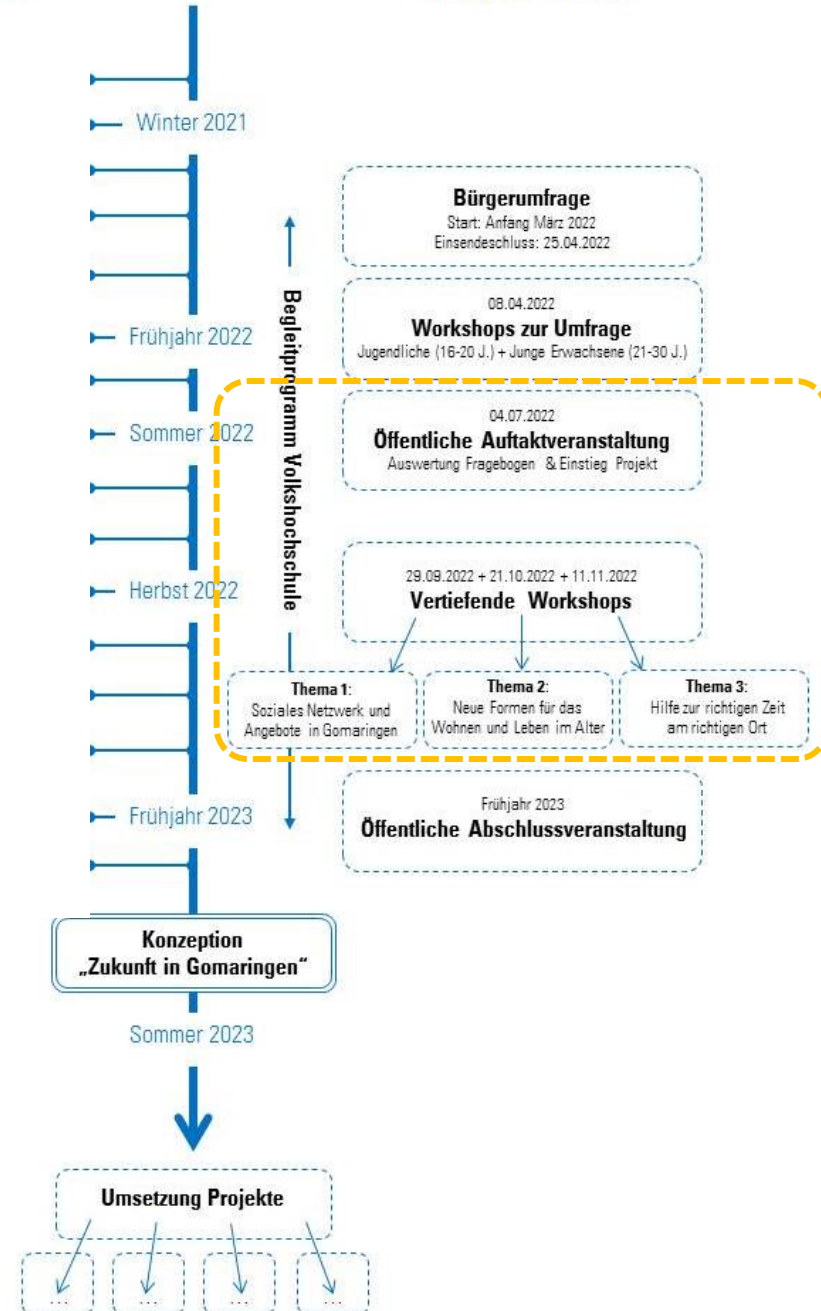 Winter 2021
Bürgerumfrage
Start: Anfang März 2022
Einsendeschluss: 25.04.2022
Begleitprogramm Volkshochschule
08.04.2022
Frühjahr 2022
Workshops zur Umfrage
Jugendliche (16-20 J.) + Junge Erwachsene (21-30 J.)
04.07.2022
Sommer 2022
Öffentliche Auftaktveranstaltung
Auswertung Fragebogen & Einstieg Projekt
29.09.2022 + 21.10.2022 + 11.11.2022
Herbst 2022
Vertiefende Workshops
Thema 1:
Soziales Netzwerk und
Angebote in Gomaringen
Thema 2:
Neue Formen für das
Wohnen und Leben im Alter
Thema 3:
Hilfe zur richtigen Zeit
am richtigen Ort
Frühjahr 2023
Frühjahr 2023
Öffentliche Abschlussveranstaltung
Konzeption
„Zukunft in Gomaringen“
Sommer 2023
Umsetzung Projekte
... ... ... ...